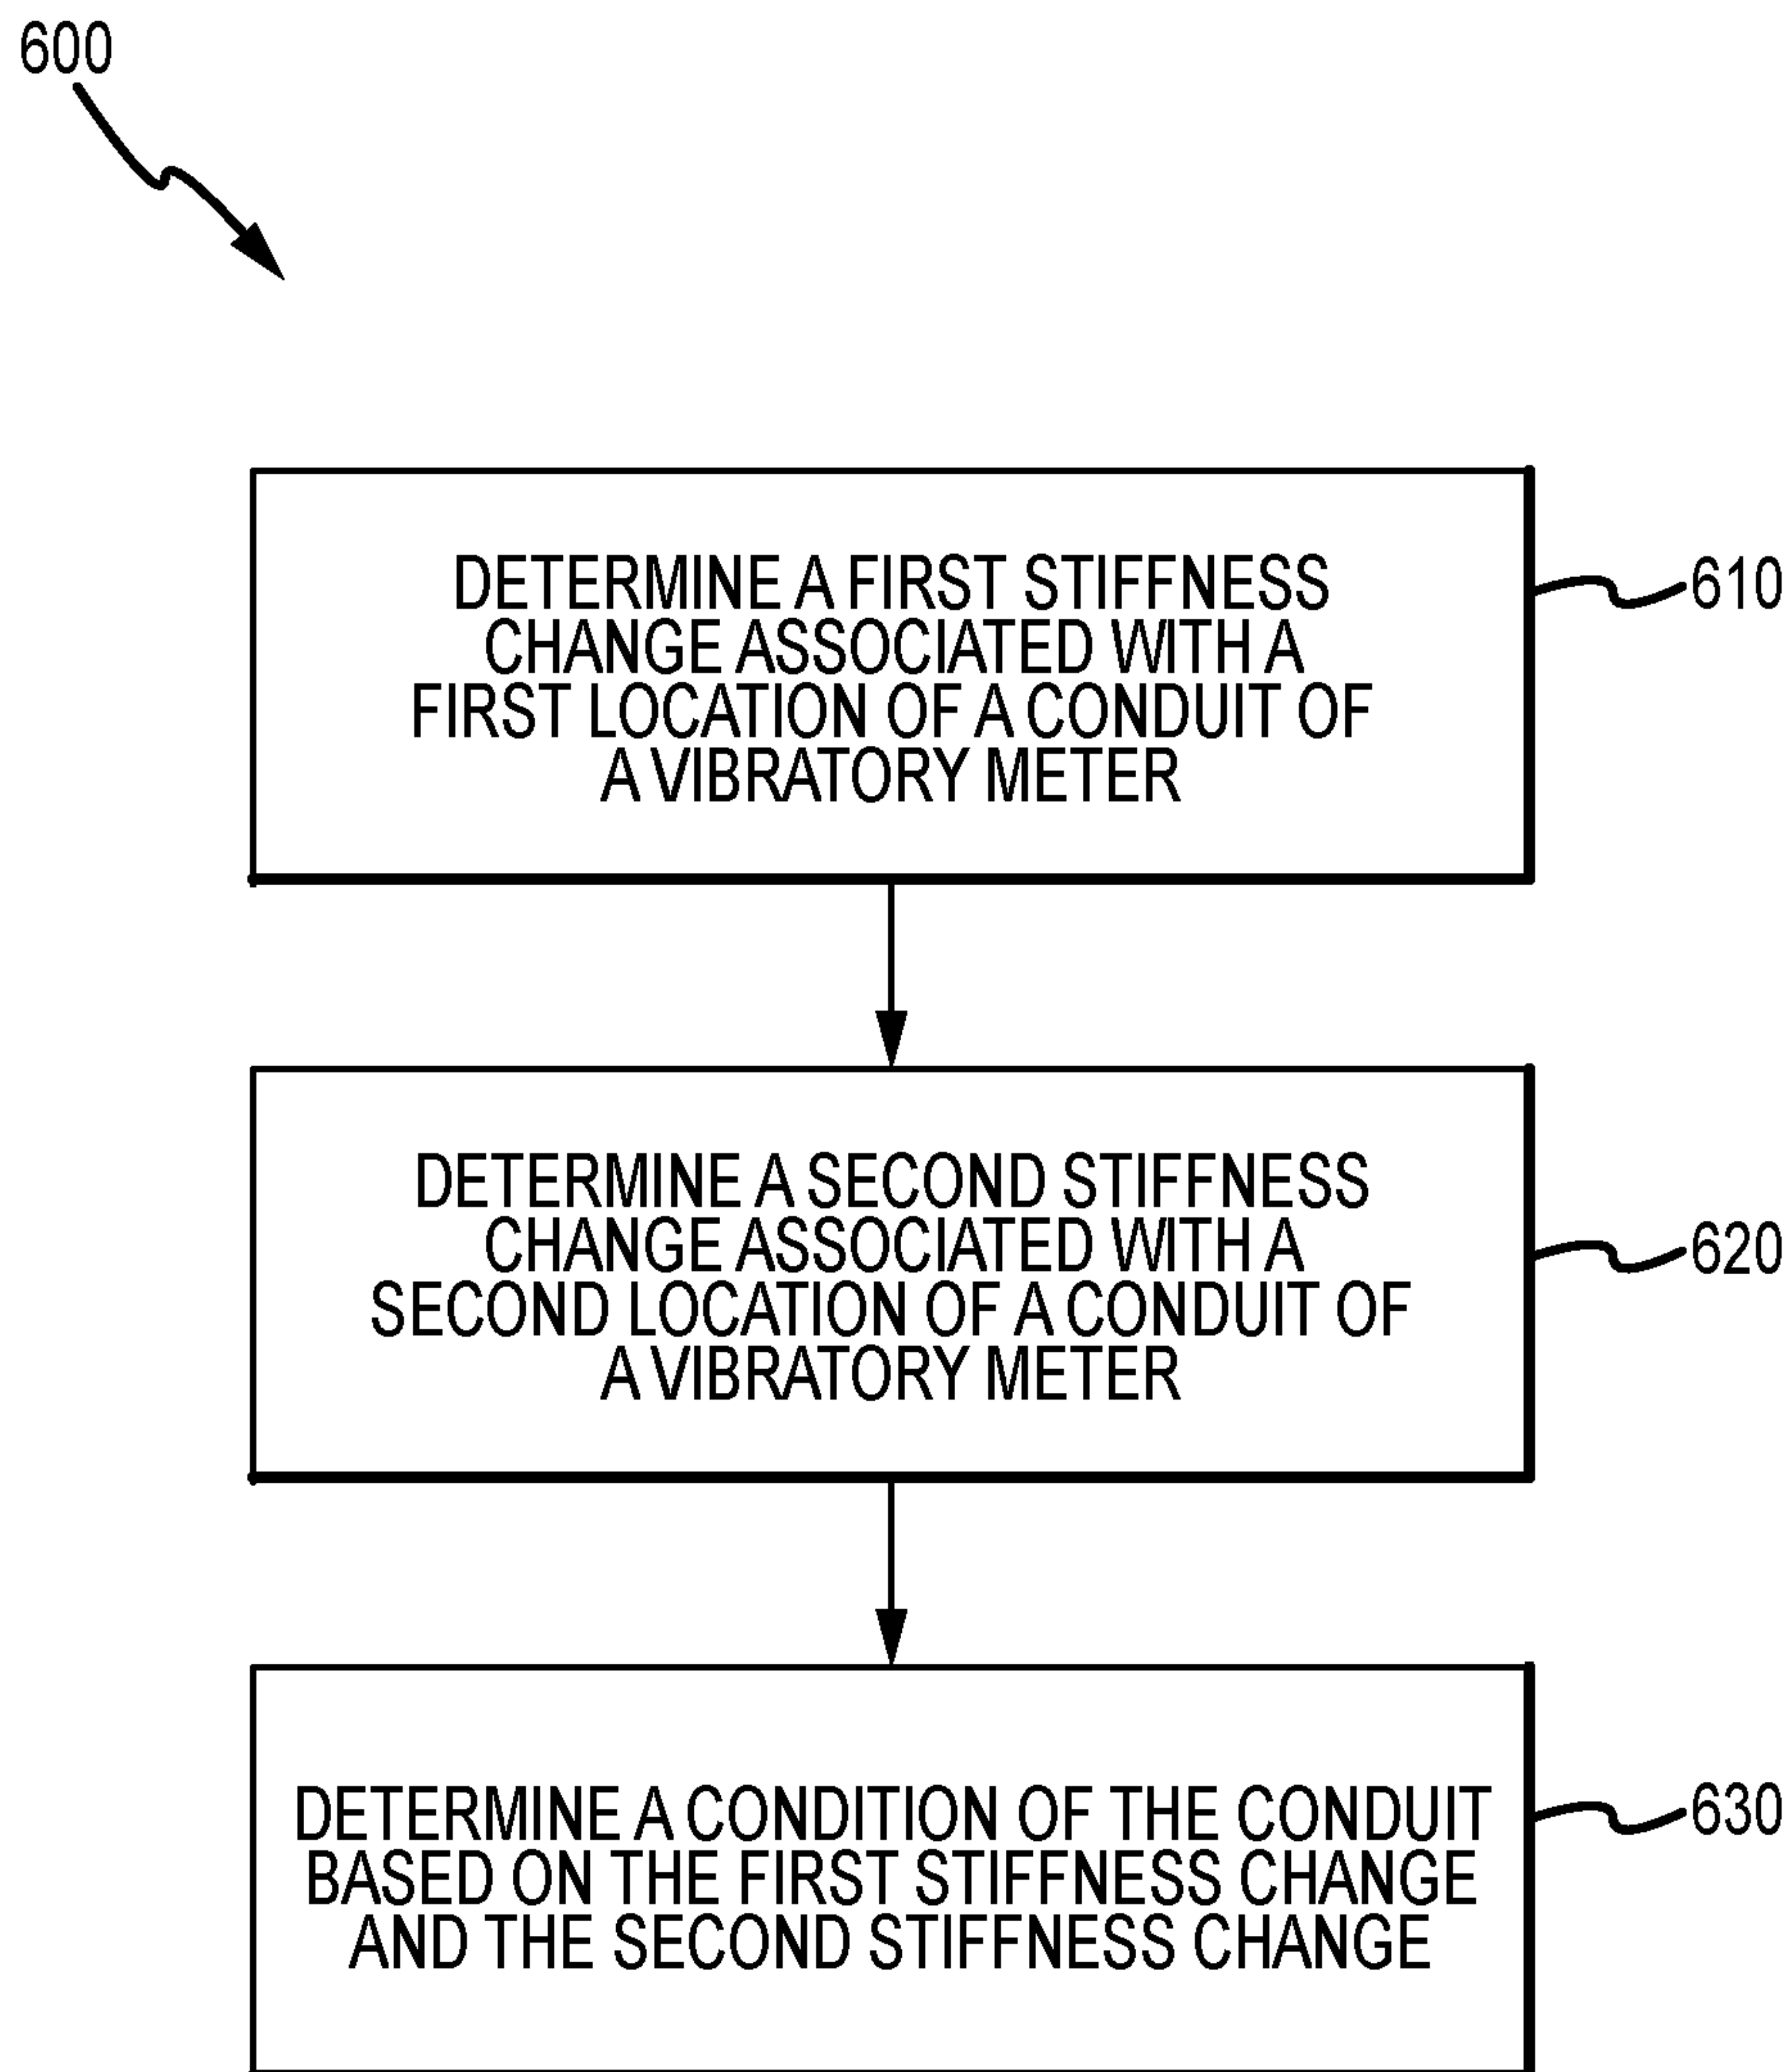 600
DETERMINE A FIRST STIFFNESS
CHANGE ASSOCIATED WITH A
FIRST LOCATION OF A CONDUIT OF
A VIBRATORY METER
610
DETERMINE A SECOND STIFFNESS
CHANGE ASSOCIATED WITH A
SECOND LOCATION OF A CONDUIT OF
A VIBRATORY METER
620
DETERMINE A CONDITION OF THE CONDUIT
BASED ON THE FIRST STIFFNESS CHANGE
AND THE SECOND STIFFNESS CHANGE
630